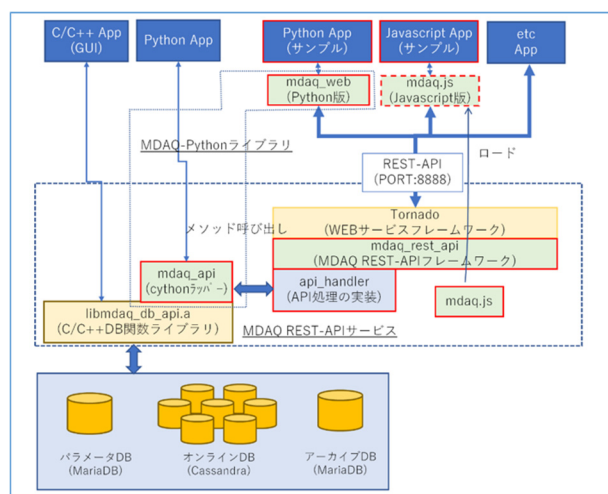 C/C++ App
(GUI)
Python App
Python App
(サンプル)
Javascript App
(サンプル)
etc
App
mdaq_web
(Python版)
mdaq.js
(Javascript版)
MDAQ-Pythonライブラリ
REST-API
(PORT:8888)
ロード
メソッド呼び出し
Tornado
(WEBサービスフレームワーク)
mdaq_rest_api
(MDAQ REST-APIフレームワーク)
mdaq_api
(cythonラッパー)
api_handler
(API処理の実装)
mdaq.js
libmdaq_db_api.a
(C/C++DB関数ライブラリ)
MDAQ REST-APIサービス
パラメータDB
(MariaDB)
オンラインDB
(Cassandra)
アーカイブDB
(MariaDB)